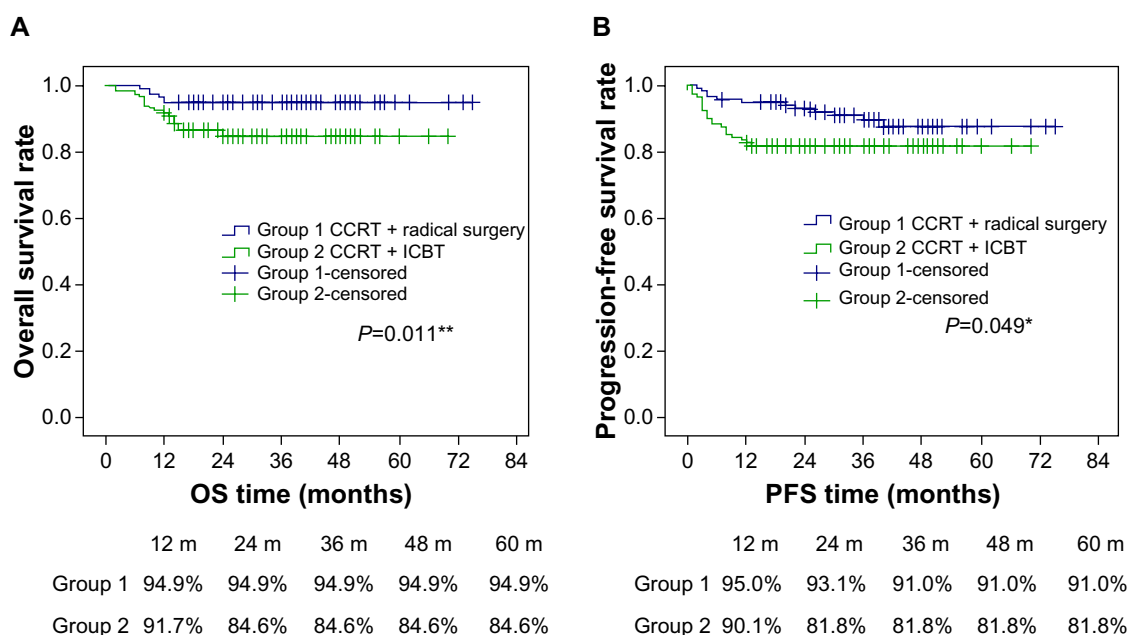 A
Overall survival rate
1.0
0.8
0.6
0.4
0.2
0.0
Group 1 CCRT + radical surgery
Group 2 CCRT + ICBT
Group 1-censored
Group 2-censored
P=0.011**
0 12 24 36 48 60 72 84
OS time (months)
12 m 24 m 36 m 48 m 60 m
Group 1 94.9% 94.9% 94.9% 94.9% 94.9%
Group 2 91.7% 84.6% 84.6% 84.6% 84.6%
B
Progression-free survival rate
1.0
0.8
0.6
0.4
0.2
0.0
Group 1 CCRT + radical surgery
Group 2 CCRT + ICBT
Group 1-censored
Group 2-censored
P=0.049*
0 12 24 36 48 60 72 84
PFS time (months)
12 m 24 m 36 m 48 m 60 m
Group 1 95.0% 93.1% 91.0% 91.0% 91.0%
Group 2 90.1% 81.8% 81.8% 81.8% 81.8%